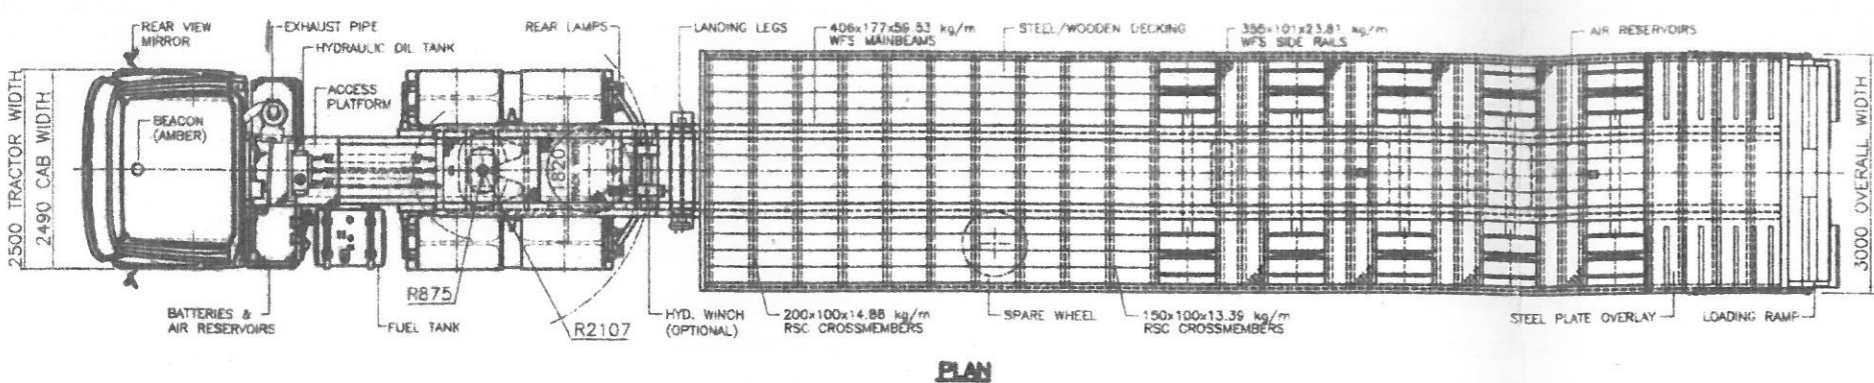 REAR VIEW
MIRROR
EXHAUST PIPE
HYDRAULIC OIL TANK
REAR LAMPS
LANDING LEGS
406x177x59.53 kg/m
WFS MAINBEAMS
STEEL/WOODEN DECKING
355x101x23.81 kg/m
WFS SIDE RAILS
AIR RESERVOIRS
ACCESS
PLATFORM
BEACON
(AMBER)
2500 TRACTOR WIDTH
2490 CAB WIDTH
820
3000 OVERALL WIDTH
R875
BATTERIES &
AIR RESERVOIRS
FUEL TANK
R2107
HYD. WINCH
(OPTIONAL)
200x100x14.88 kg/m
RSC CROSSMEMBERS
SPARE WHEEL
150x100x13.39 kg/m
RSC CROSSMEMBERS
STEEL PLATE OVERLAY
LOADING RAMP
PLAN